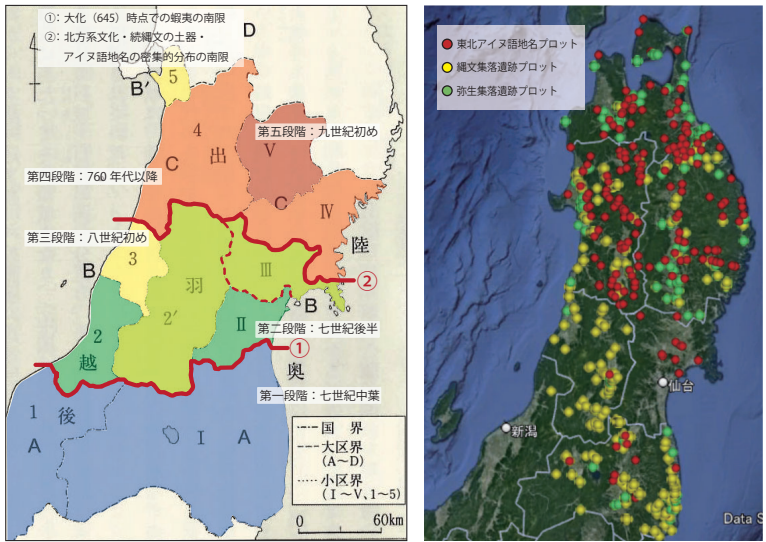 ①：大化（645）時点での蝦夷の南限
②：北方系文化・続縄文の土器・
アイヌ語地名の密集的分布の南限
D
5
B′
4
出
第五段階：九世紀初め
V
C
第四段階：760 年代以降
C
Ⅳ
陸
第三段階：八世紀初め
3
B
羽
Ⅲ
②
B
2′
Ⅱ
2
越
第二段階：七世紀後半
①
奥
第一段階：七世紀中葉
1
後
A
Ⅰ
A
国 界
大区界
(A～D)
小区界
(Ⅰ～Ⅴ､1～5)
0
60km
東北アイヌ語地名プロット
縄文集落遺跡プロット
弥生集落遺跡プロット
仙台
新潟
Data S